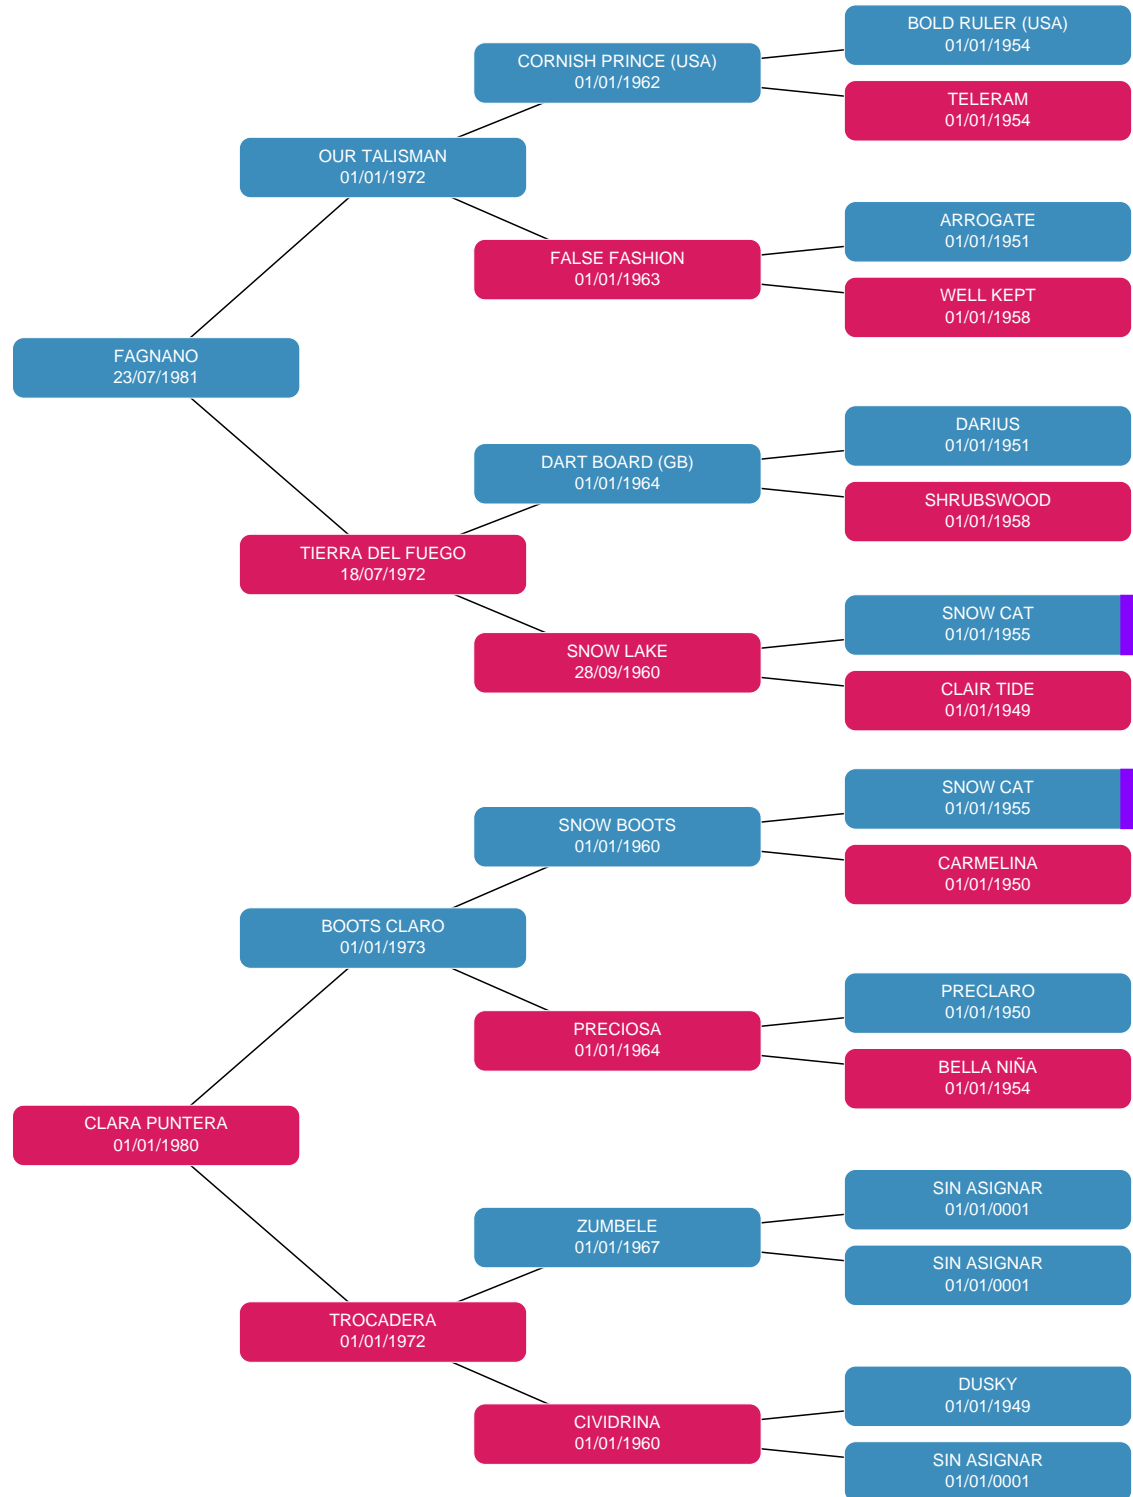 BOLD RULER (USA)
01/01/1954
CORNISH PRINCE (USA)
01/01/1962
TELERAM
01/01/1954
OUR TALISMAN
01/01/1972
ARROGATE
01/01/1951
FALSE FASHION
01/01/1963
WELL KEPT
01/01/1958
FAGNANO
23/07/1981
DARIUS
01/01/1951
DART BOARD (GB)
01/01/1964
SHRUBSWOOD
01/01/1958
TIERRA DEL FUEGO
18/07/1972
SNOW CAT
01/01/1955
SNOW LAKE
28/09/1960
CLAIR TIDE
01/01/1949
SNOW CAT
01/01/1955
SNOW BOOTS
01/01/1960
CARMELINA
01/01/1950
BOOTS CLARO
01/01/1973
PRECLARO
01/01/1950
PRECIOSA
01/01/1964
BELLA NIÑA
01/01/1954
CLARA PUNTERA
01/01/1980
SIN ASIGNAR
01/01/0001
ZUMBELE
01/01/1967
SIN ASIGNAR
01/01/0001
TROCADERA
01/01/1972
DUSKY
01/01/1949
CIVIDRINA
01/01/1960
SIN ASIGNAR
01/01/0001